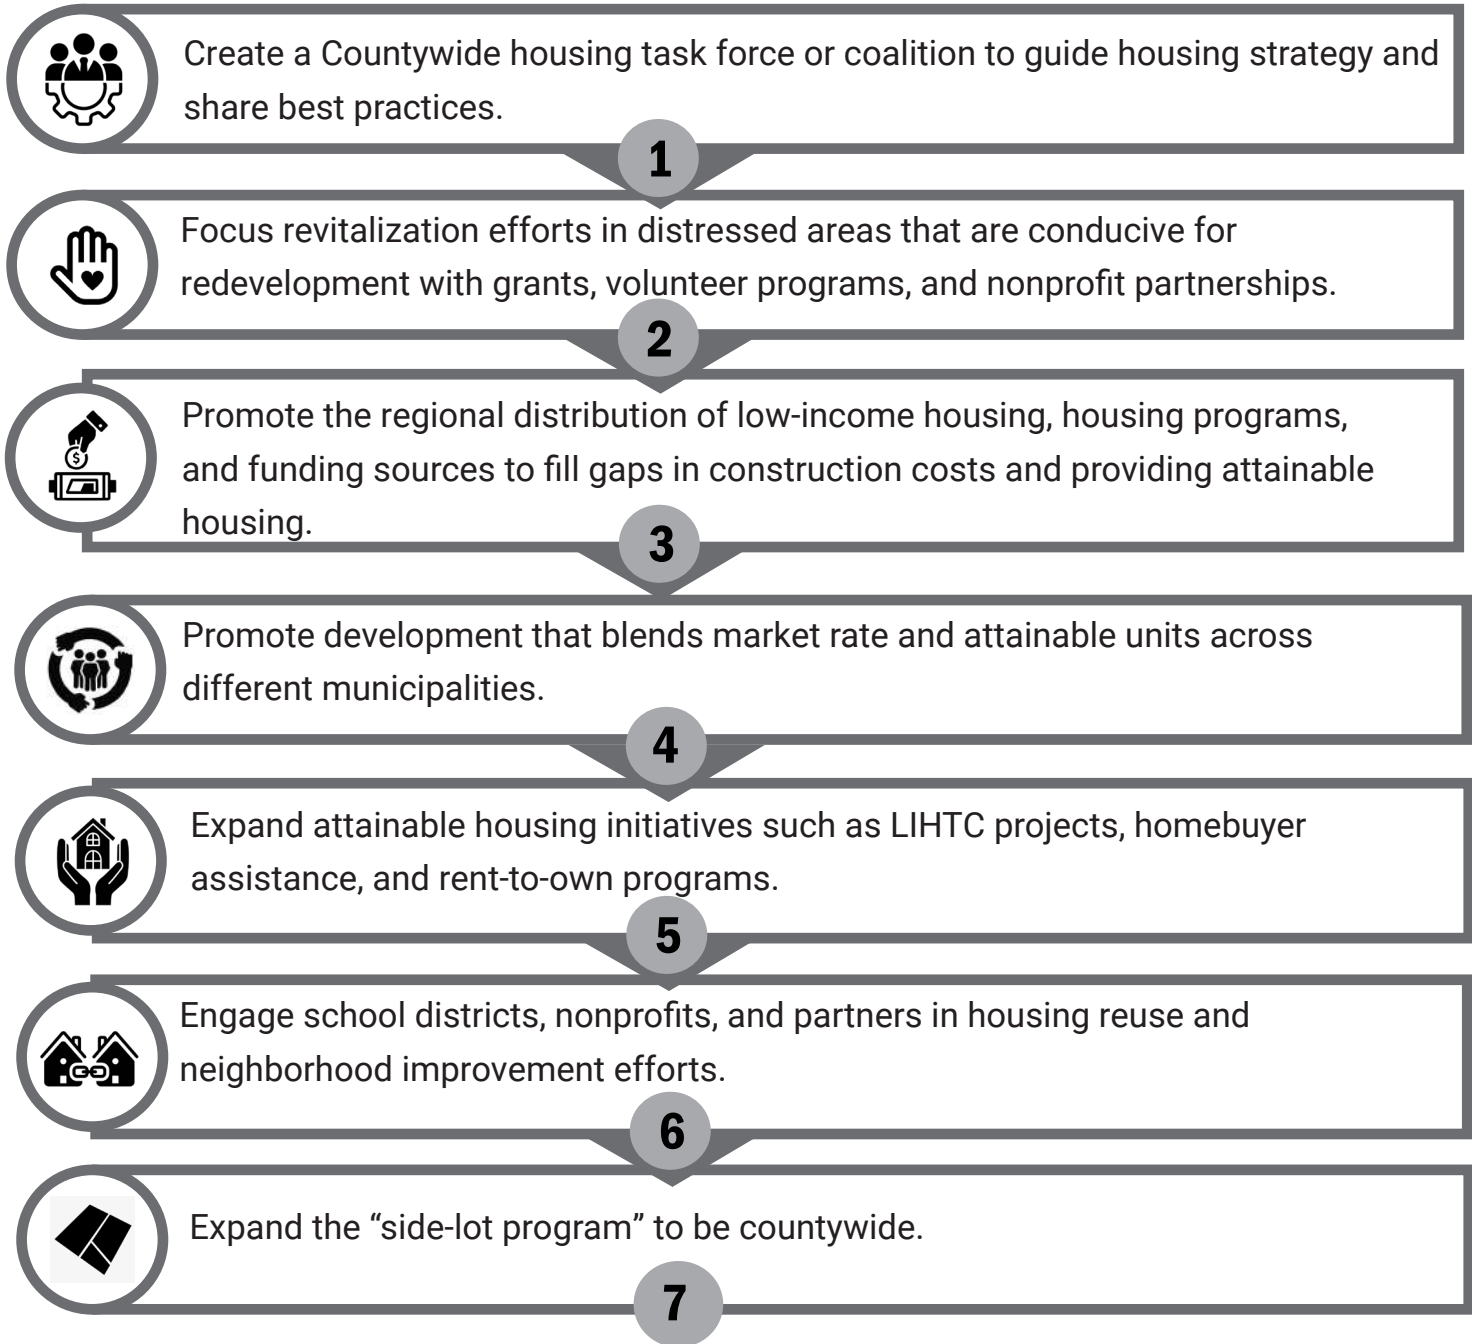 Create a Countywide housing task force or coalition to guide housing strategy and
share best practices.
1
Focus revitalization efforts in distressed areas that are conducive for
redevelopment with grants, volunteer programs, and nonprofit partnerships.
2
Promote the regional distribution of low-income housing, housing programs,
and funding sources to fill gaps in construction costs and providing attainable
housing.
3
Promote development that blends market rate and attainable units across
different municipalities.
4
Expand attainable housing initiatives such as LIHTC projects, homebuyer
assistance, and rent-to-own programs.
5
Engage school districts, nonprofits, and partners in housing reuse and
neighborhood improvement efforts.
6
Expand the “side-lot program” to be countywide.
7